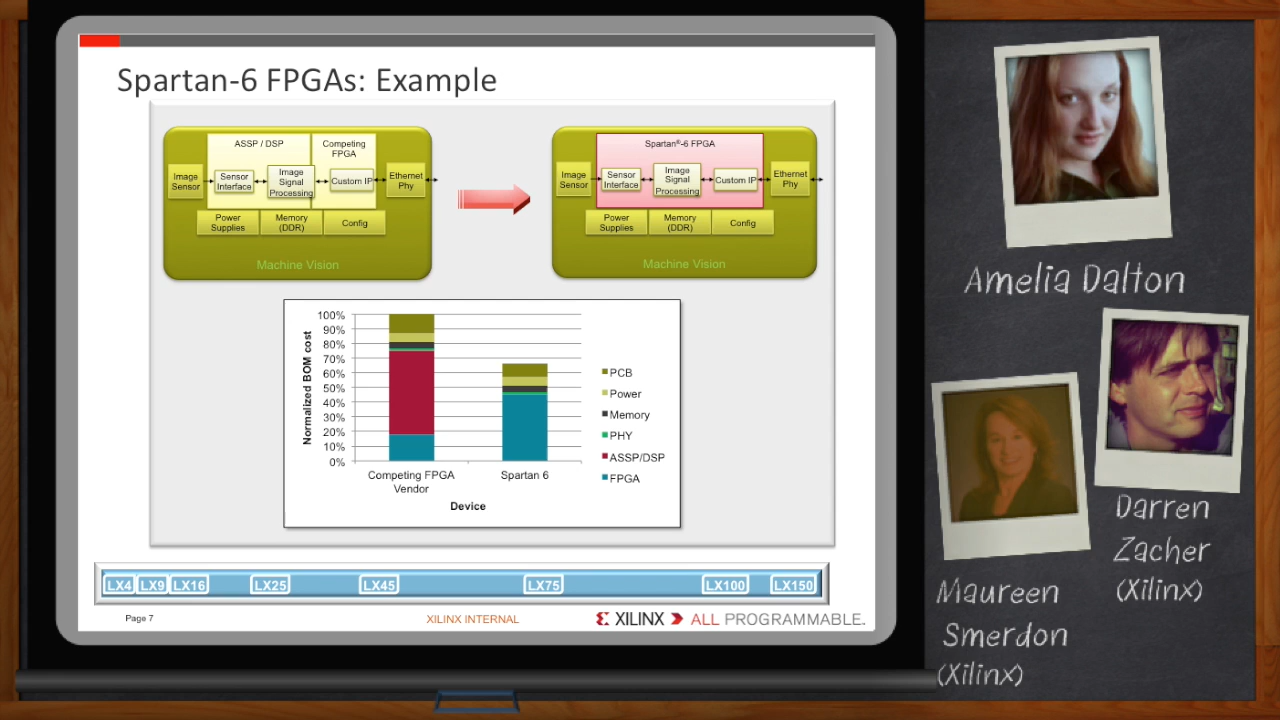 Spartan-6 FPGAs: Example
ASSP / DSP
Competing
FPGA
Image
Sensor
Sensor
Interface
Image
Signal
Processing
Custom IP
Ethernet
Phy
Power
Supplies
Memory
(DDR)
Config
Machine Vision
Spartan®-6 FPGA
Image
Sensor
Sensor
Interface
Image
Signal
Processing
Custom IP
Ethernet
Phy
Power
Supplies
Memory
(DDR)
Config
Machine Vision
Normalized BOM cost
100%
90%
80%
70%
60%
50%
40%
30%
20%
10%
0%
Competing FPGA
Vendor
Spartan 6
Device
PCB
Power
Memory
PHY
ASSP/DSP
FPGA
LX4 LX9 LX16 LX25 LX45 LX75 LX100 LX150
Page 7
XILINX INTERNAL
XILINX ALL PROGRAMMABLE.
Amelia Dalton
Darren
Zacher
(Xilinx)
Maureen
Smerdon
(Xilinx)